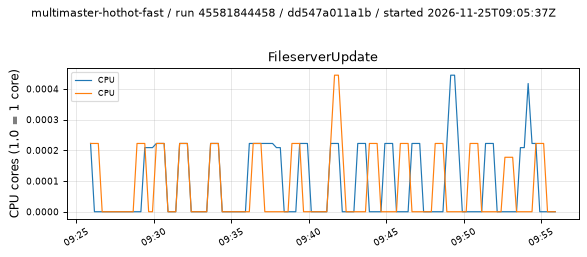 multimaster-hothot-fast / run 45581844458 / dd547a011a1b / started 2026-11-25T09:05:37Z
FileserverUpdate
CPU cores (1.0 = 1 core)
0.0004
0.0003
0.0002
0.0001
0.0000
CPU
CPU
09:25
09:30
09:35
09:40
09:45
09:50
09:55